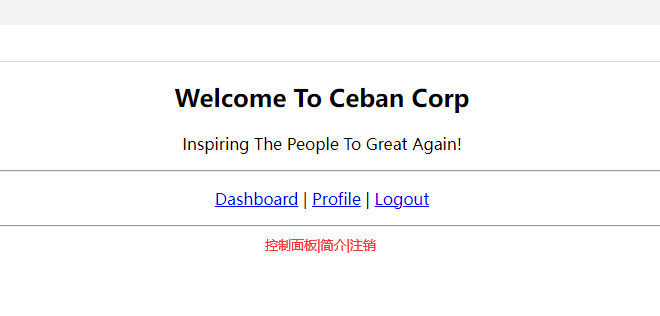 Welcome To Ceban Corp
Inspiring The People To Great Again!
Dashboard | Profile | Logout
控制面板|简介|注销